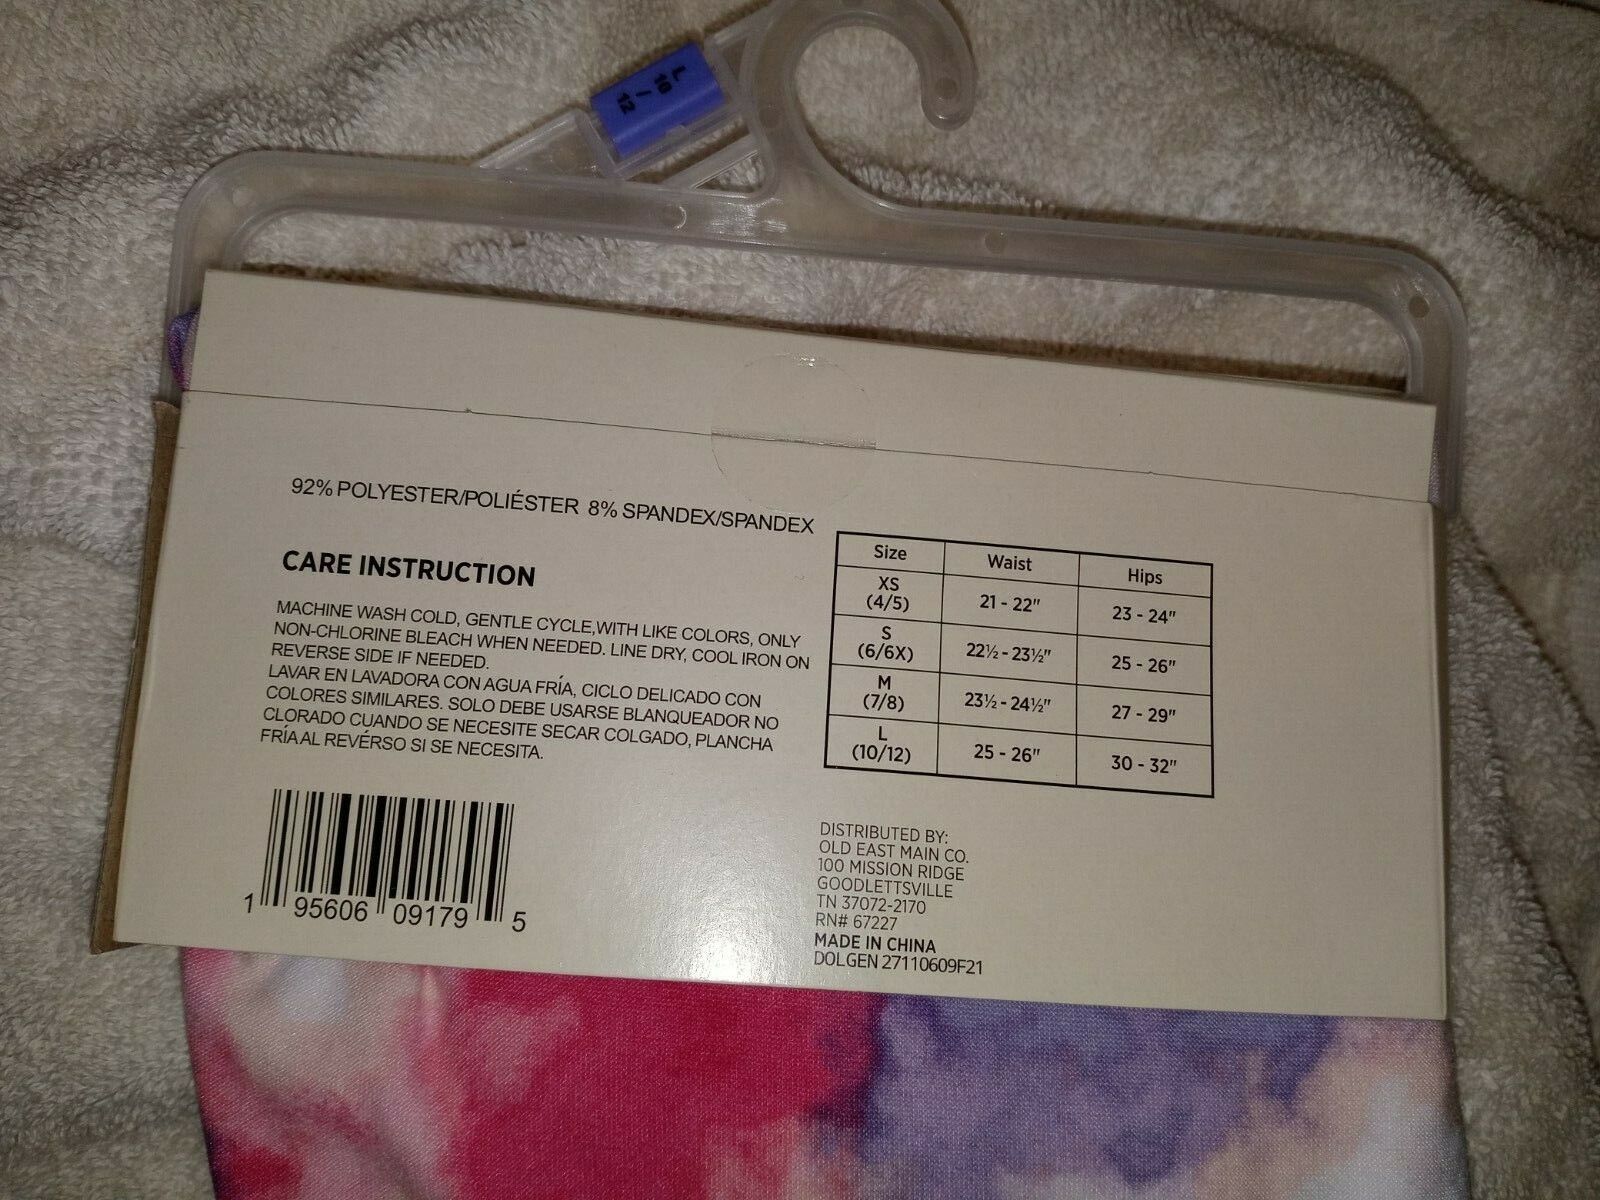 L
10
/
12
92% POLYESTER/POLIÉSTER 8% SPANDEX/SPANDEX
CARE INSTRUCTION
MACHINE WASH COLD, GENTLE CYCLE,WITH LIKE COLORS, ONLY
NON-CHLORINE BLEACH WHEN NEEDED. LINE DRY, COOL IRON ON
REVERSE SIDE IF NEEDED.
LAVAR EN LAVADORA CON AGUA FRÍA, CICLO DELICADO CON
COLORES SIMILARES. SOLO DEBE USARSE BLANQUEADOR NO
CLORADO CUANDO SE NECESITE SECAR COLGADO, PLANCHA
FRÍA AL REVÉRSO SI SE NECESITA.
Size Waist Hips
XS
(4/5) 21 - 22" 23 - 24"
S
(6/6X) 22½ - 23½" 25 - 26"
M
(7/8) 23½ - 24½" 27 - 29"
L
(10/12) 25 - 26" 30 - 32"
1 95606 09179 5
DISTRIBUTED BY:
OLD EAST MAIN CO.
100 MISSION RIDGE
GOODLETTSVILLE
TN 37072-2170
RN# 67227
MADE IN CHINA
DOLGEN 27110609F21